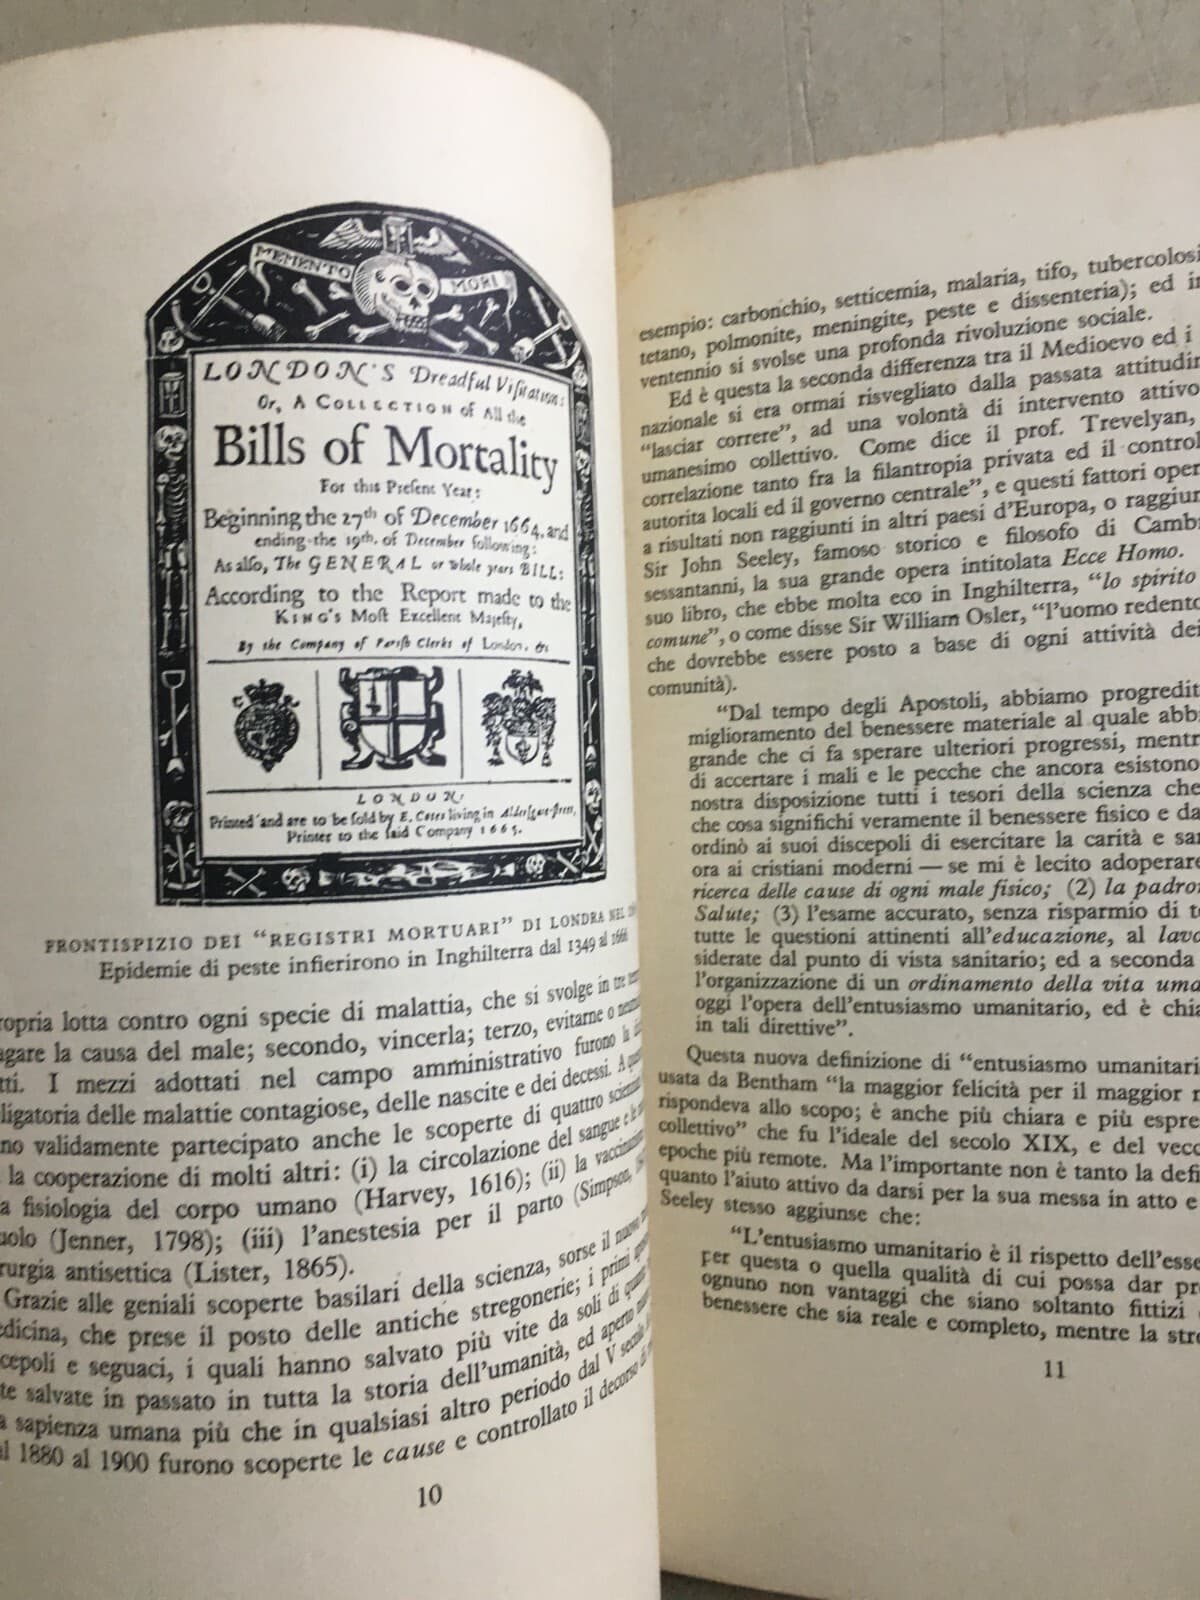 MEMENTO MORI
LONDON'S Dreadful Visitation:
Or, A COLLECTION of All the
Bills of Mortality
For this Present Year:
Beginning the 27th of December 1664, and
ending the 19th. of December following:
As also, The GENERAL or whole years BILL:
According to the Report made to the
KING'S Most Excellent Majesty,
By the Company of Parish Clerks of London, &c
LONDON:
Printed and are to be sold by E. Cotes living in Aldersgate-street,
Printer to the said Company 1665.
FRONTISPIZIO DEI "REGISTRI MORTUARI" DI LONDRA NEL
Epidemie di peste infierirono in Inghilterra dal 1349 al 1666
ropria lotta contro ogni specie di malattia, che si svolge in tre
agare la causa del male; secondo, vincerla; terzo, evitarne o
tti. I mezzi adottati nel campo amministrativo furono la
ligatoria delle malattie contagiose, delle nascite e dei decessi. A
no validamente partecipato anche le scoperte di quattro
la cooperazione di molti altri: (i) la circolazione del sangue e
a fisiologia del corpo umano (Harvey, 1616); (ii) la
uolo (Jenner, 1798); (iii) l'anestesia per il parto (Simpson,
rurgia antisettica (Lister, 1865).
Grazie alle geniali scoperte basilari della scienza, sorse il nuovo
edicina, che prese il posto delle antiche stregonerie; i primi
cepoli e seguaci, i quali hanno salvato più vite da soli di quante
te salvate in passato in tutta la storia dell'umanità, ed aperto
a sapienza umana più che in qualsiasi altro periodo dal V secolo
al 1880 al 1900 furono scoperte le cause e controllato il decorso di
10
esempio: carbonchio, setticemia, malaria, tifo, tubercolosi
tetano, polmonite, meningite, peste e dissenteria); ed in
ventennio si svolse una profonda rivoluzione sociale.
Ed è questa la seconda differenza tra il Medioevo ed i
nazionale si era ormai risvegliato dalla passata attitudin
"lasciar correre", ad una volontà di intervento attivo
umanesimo collettivo. Come dice il prof. Trevelyan,
correlazione tanto fra la filantropia privata ed il control
autorita locali ed il governo centrale", e questi fattori oper
a risultati non raggiunti in altri paesi d'Europa, o raggiun
Sir John Seeley, famoso storico e filosofo di Camb
sessantanni, la sua grande opera intitolata Ecce Homo.
suo libro, che ebbe molta eco in Inghilterra, "lo spirito
comune", o come disse Sir William Osler, "l'uomo redento
che dovrebbe essere posto a base di ogni attività dei
comunità).
"Dal tempo degli Apostoli, abbiamo progredit
miglioramento del benessere materiale al quale abb
grande che ci fa sperare ulteriori progressi, mentr
di accertare i mali e le pecche che ancora esistono
nostra disposizione tutti i tesori della scienza che
che cosa significhi veramente il benessere fisico e da
ordinò ai suoi discepoli di esercitare la carità e sa
ora ai cristiani moderni — se mi è lecito adoperare
ricerca delle cause di ogni male fisico; (2) la padro
Salute; (3) l'esame accurato, senza risparmio di t
tutte le questioni attinenti all'educazione, al lavo
siderate dal punto di vista sanitario; ed a seconda
l'organizzazione di un ordinamento della vita uma
oggi l'opera dell'entusiasmo umanitario, ed è chia
in tali direttive".
Questa nuova definizione di "entusiasmo umanitari
usata da Bentham "la maggior felicità per il maggior n
rispondeva allo scopo; è anche più chiara e più espre
collettivo" che fu l'ideale del secolo XIX, e del vecc
epoche più remote. Ma l'importante non è tanto la defi
quanto l'aiuto attivo da darsi per la sua messa in atto e
Seeley stesso aggiunse che:
"L'entusiasmo umanitario è il rispetto dell'esse
per questa o quella qualità di cui possa dar pr
ognuno non vantaggi che siano soltanto fittizi
benessere che sia reale e completo, mentre la stre
11